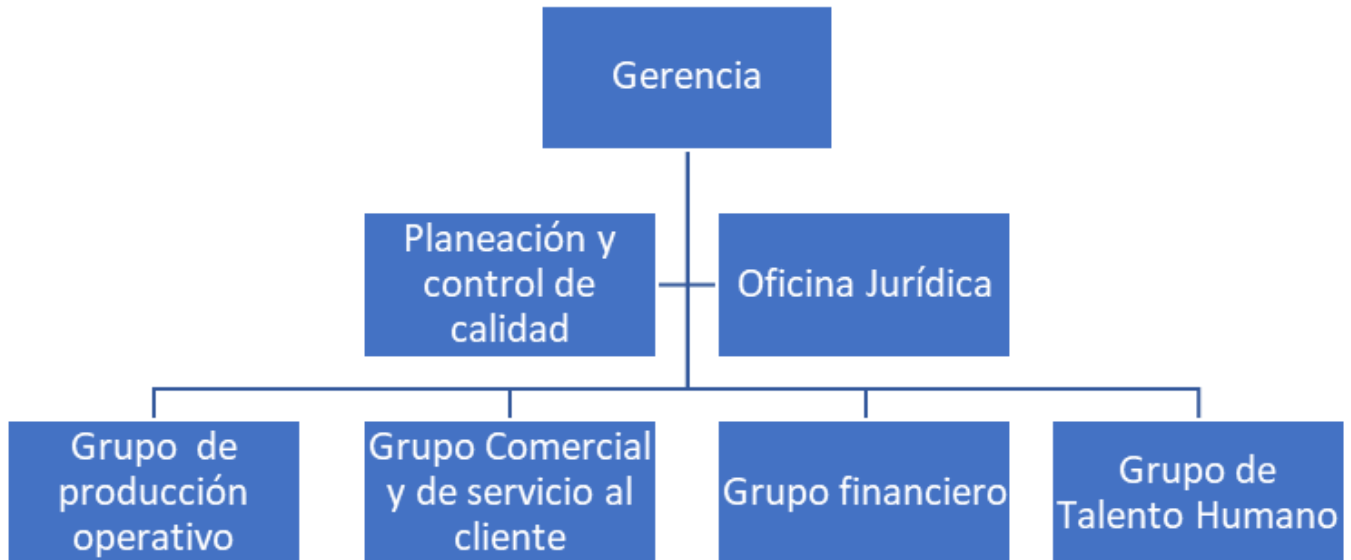 Gerencia
Planeación y
control de
calidad
Oficina Jurídica
Grupo de
producción
operativo
Grupo Comercial
y de servicio al
cliente
Grupo financiero
Grupo de
Talento Humano